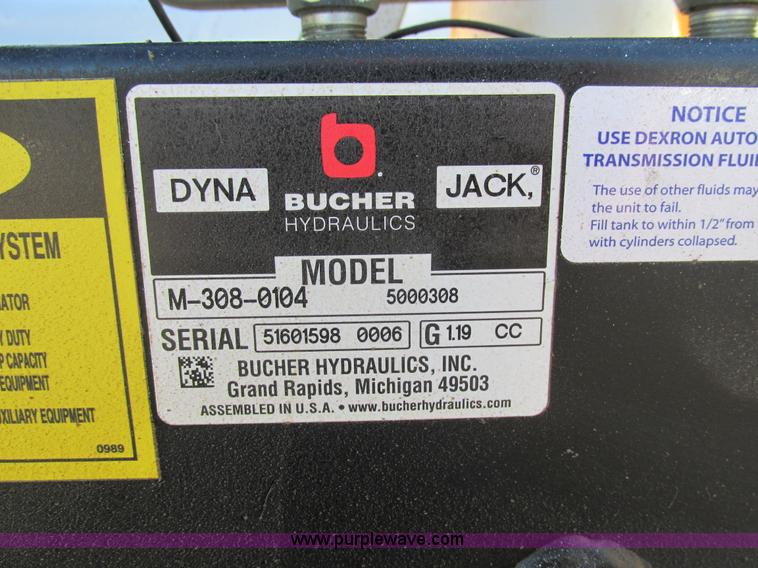 YSTEM
ATOR
Y DUTY
P CAPACITY
EQUIPMENT
UXILIARY EQUIPMENT
0989
DYNA
BUCHER
HYDRAULICS
JACK,®
MODEL
M-308-0104 5000308
SERIAL 51601598 0006 G 1.19 CC
BUCHER HYDRAULICS, INC.
Grand Rapids, Michigan 49503
ASSEMBLED IN U.S.A. • www.bucherhydraulics.com
NOTICE
USE DEXRON AUTO
TRANSMISSION FLUI
The use of other fluids may
the unit to fail.
Fill tank to within 1/2" from
with cylinders collapsed.
www.purplewave.com